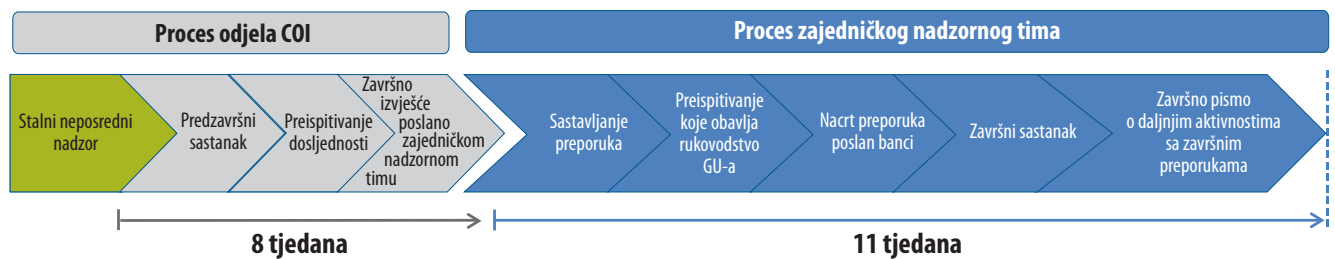 Proces odjela COI
Proces zajedničkog nadzornog tima
Stalni neposredni
nadzor
Predzavršni
sastanak
Preispitivanje
dosljednosti
Završno
izvješće
poslano
zajedničkom
nadzornom
timu
Sastavljanje
preporuka
Preispitivanje
koje obavlja
rukovodstvo
GU-a
Nacrt preporuka
poslan banci
Završni sastanak
Završno pismo
o daljnjim aktivnostima
sa završnim
preporukama
8 tjedana
11 tjedana